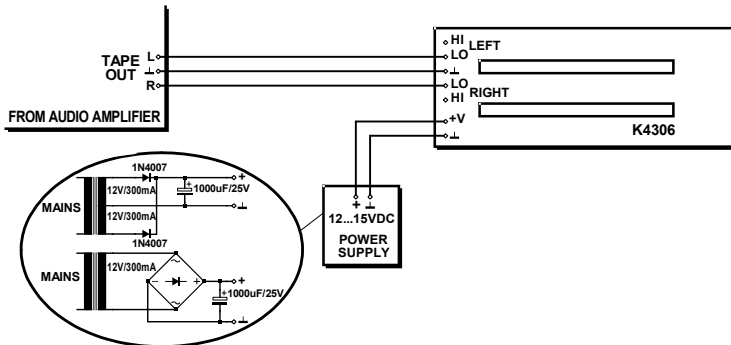 TAPE
OUT
L
⊥
R
FROM AUDIO AMPLIFIER
HI
LEFT
LO
⊥
LO
RIGHT
HI
+V
⊥
K4306
+ ⊥
12...15VDC
POWER
SUPPLY
1N4007
12V/300mA
+
+
1000uF/25V
MAINS
12V/300mA
⊥
1N4007
12V/300mA
~
- +
~
MAINS
+
+1000uF/25V
⊥